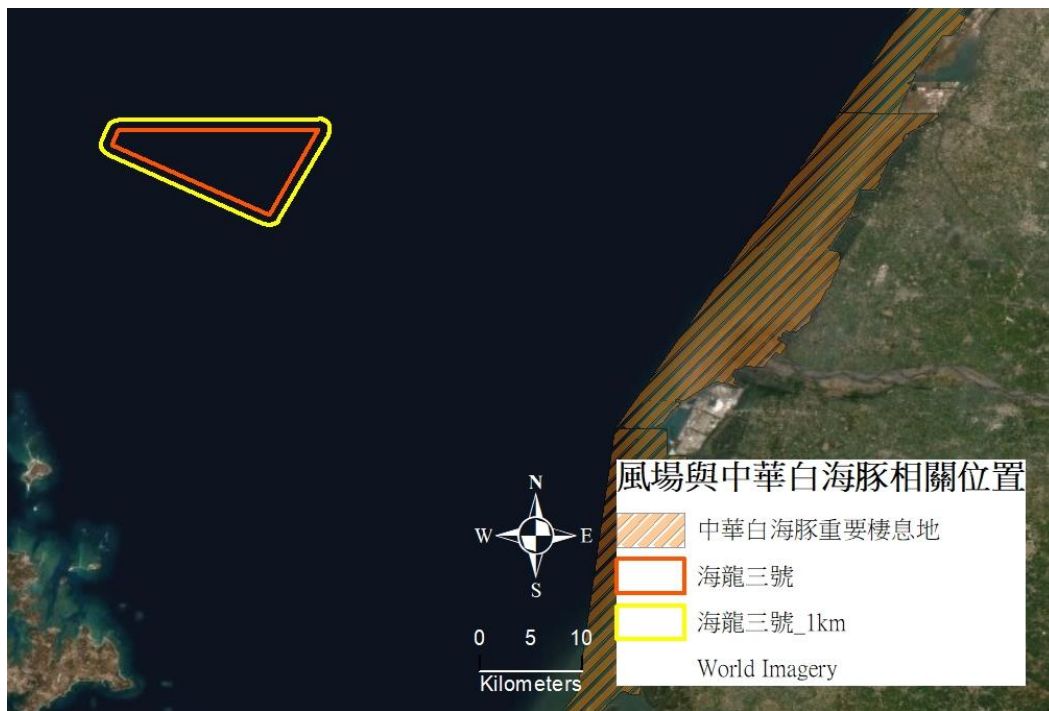 N
W E
S
0 5 10
Kilometers
風場與中華白海豚相關位置
中華白海豚重要棲息地
海龍三號
海龍三號_1km
World Imagery